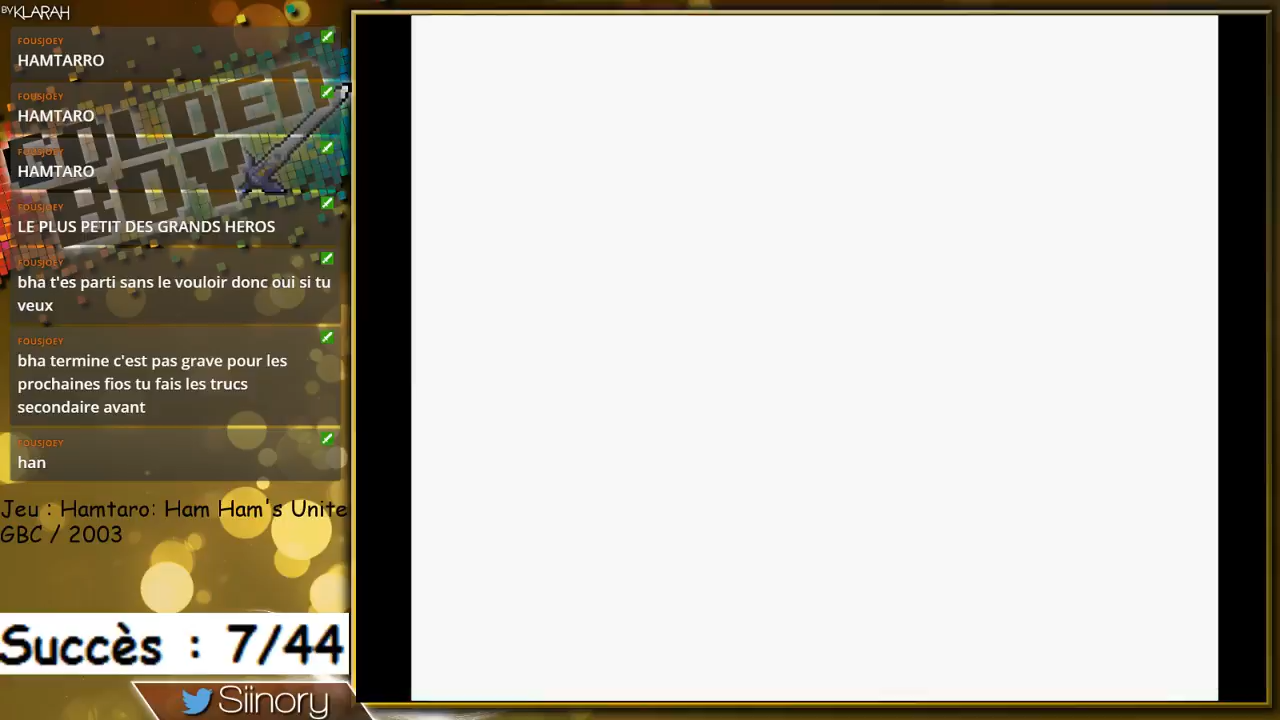 BY KLARAH
FOUSJOEY
HAMTARRO
FOUSJOEY
HAMTARO
FOUSJOEY
HAMTARO
FOUSJOEY
LE PLUS PETIT DES GRANDS HEROS
FOUSJOEY
bha t'es parti sans le vouloir donc oui si tu
veux
FOUSJOEY
bha termine c'est pas grave pour les
prochaines fios tu fais les trucs
secondaire avant
FOUSJOEY
han
Jeu : Hamtaro: Ham Ham's Unite
GBC / 2003
Succès : 7/44
Siinory